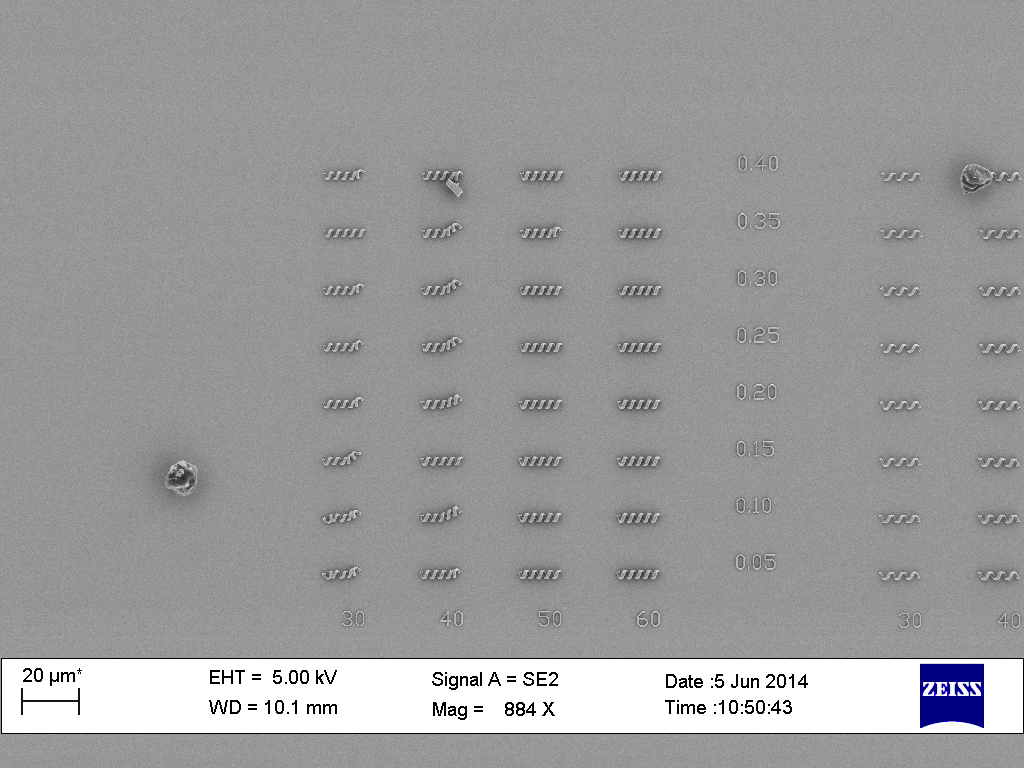 0.40
0.35
0.30
0.25
0.20
0.15
0.10
0.05
30 40 50 60 30 40
20 µm*
EHT = 5.00 kV Signal A = SE2 Date :5 Jun 2014
WD = 10.1 mm Mag = 884 X Time :10:50:43
ZEISS